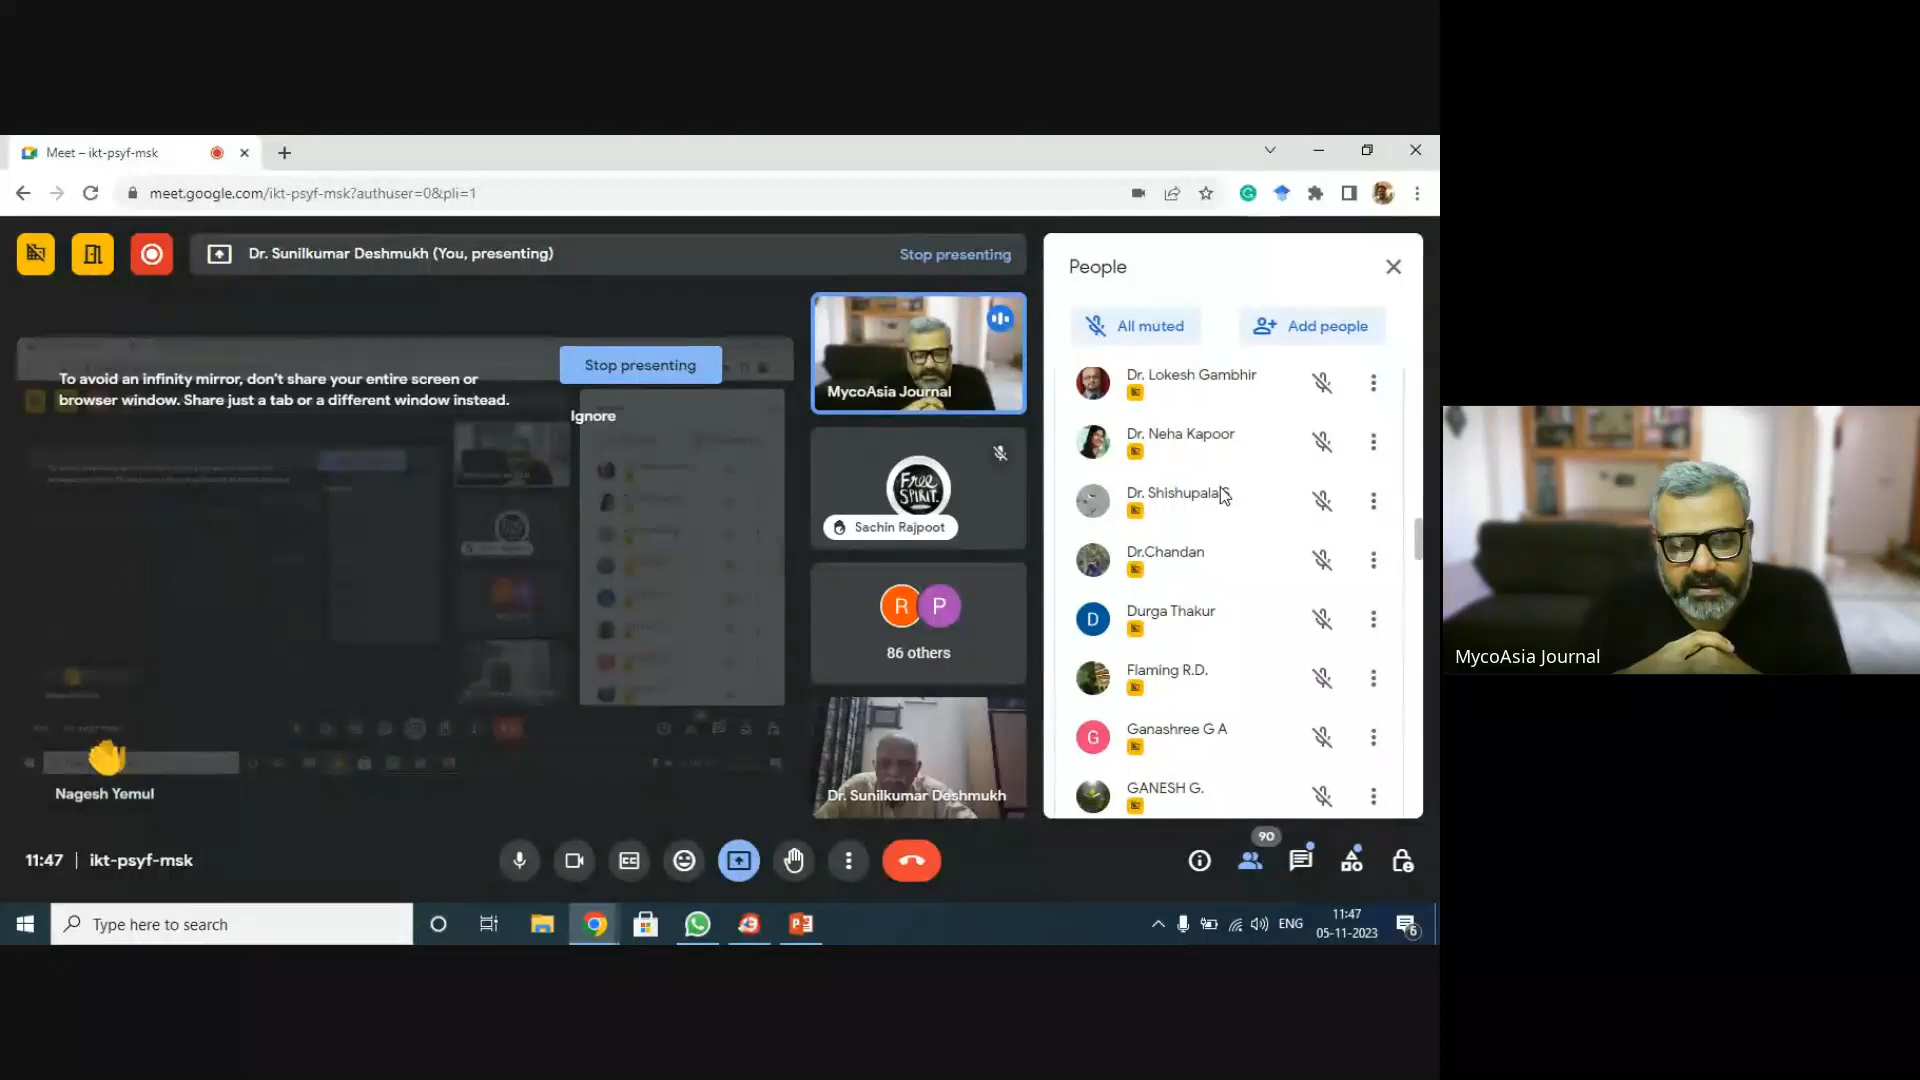 Meet – ikt-psyf-msk
meet.google.com/ikt-psyf-msk?authuser=0&pli=1
Dr. Sunilkumar Deshmukh (You, presenting)
Stop presenting
To avoid an infinity mirror, don't share your entire screen or
browser window. Share just a tab or a different window instead.
Stop presenting
Ignore
Nagesh Yemul
MycoAsia Journal
FREE
SPIRIT.
Sachin Rajpoot
R P
86 others
Dr. Sunilkumar Deshmukh
People
All muted
Add people
Dr. Lokesh Gambhir
Dr. Neha Kapoor
Dr. Shishupala
Dr.Chandan
D
Durga Thakur
Flaming R.D.
G
Ganashree G A
GANESH G.
11:47 | ikt-psyf-msk
90
Type here to search
ENG
11:47
05-11-2023
6
MycoAsia Journal